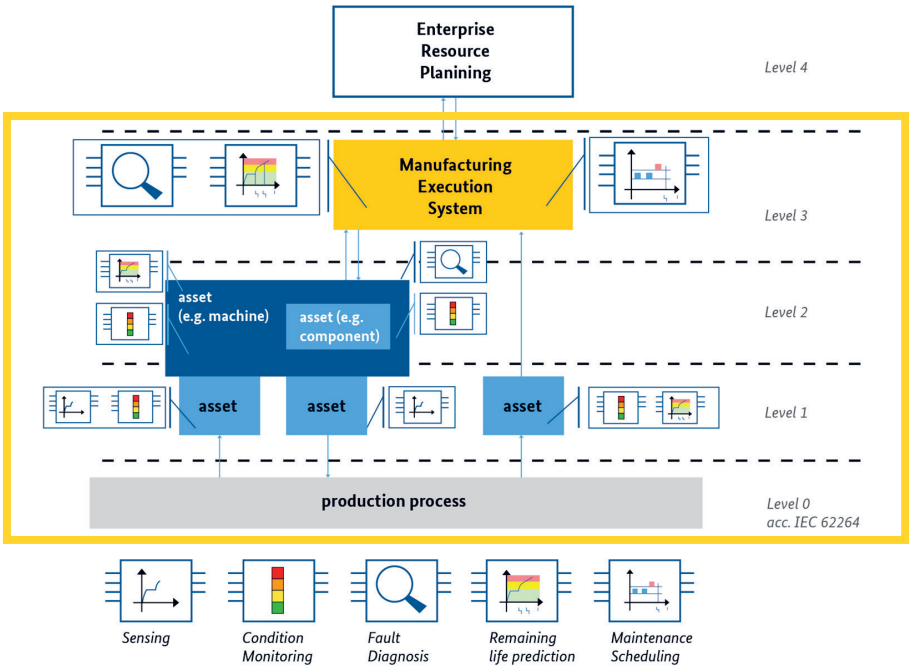 Enterprise
Resource
Planining
Level 4
Manufacturing
Execution
System
Level 3
asset
(e.g. machine)
asset (e.g.
component)
Level 2
asset
asset
asset
Level 1
production process
Level 0
acc. IEC 62264
Sensing
Condition
Monitoring
Fault
Diagnosis
Remaining
life prediction
Maintenance
Scheduling